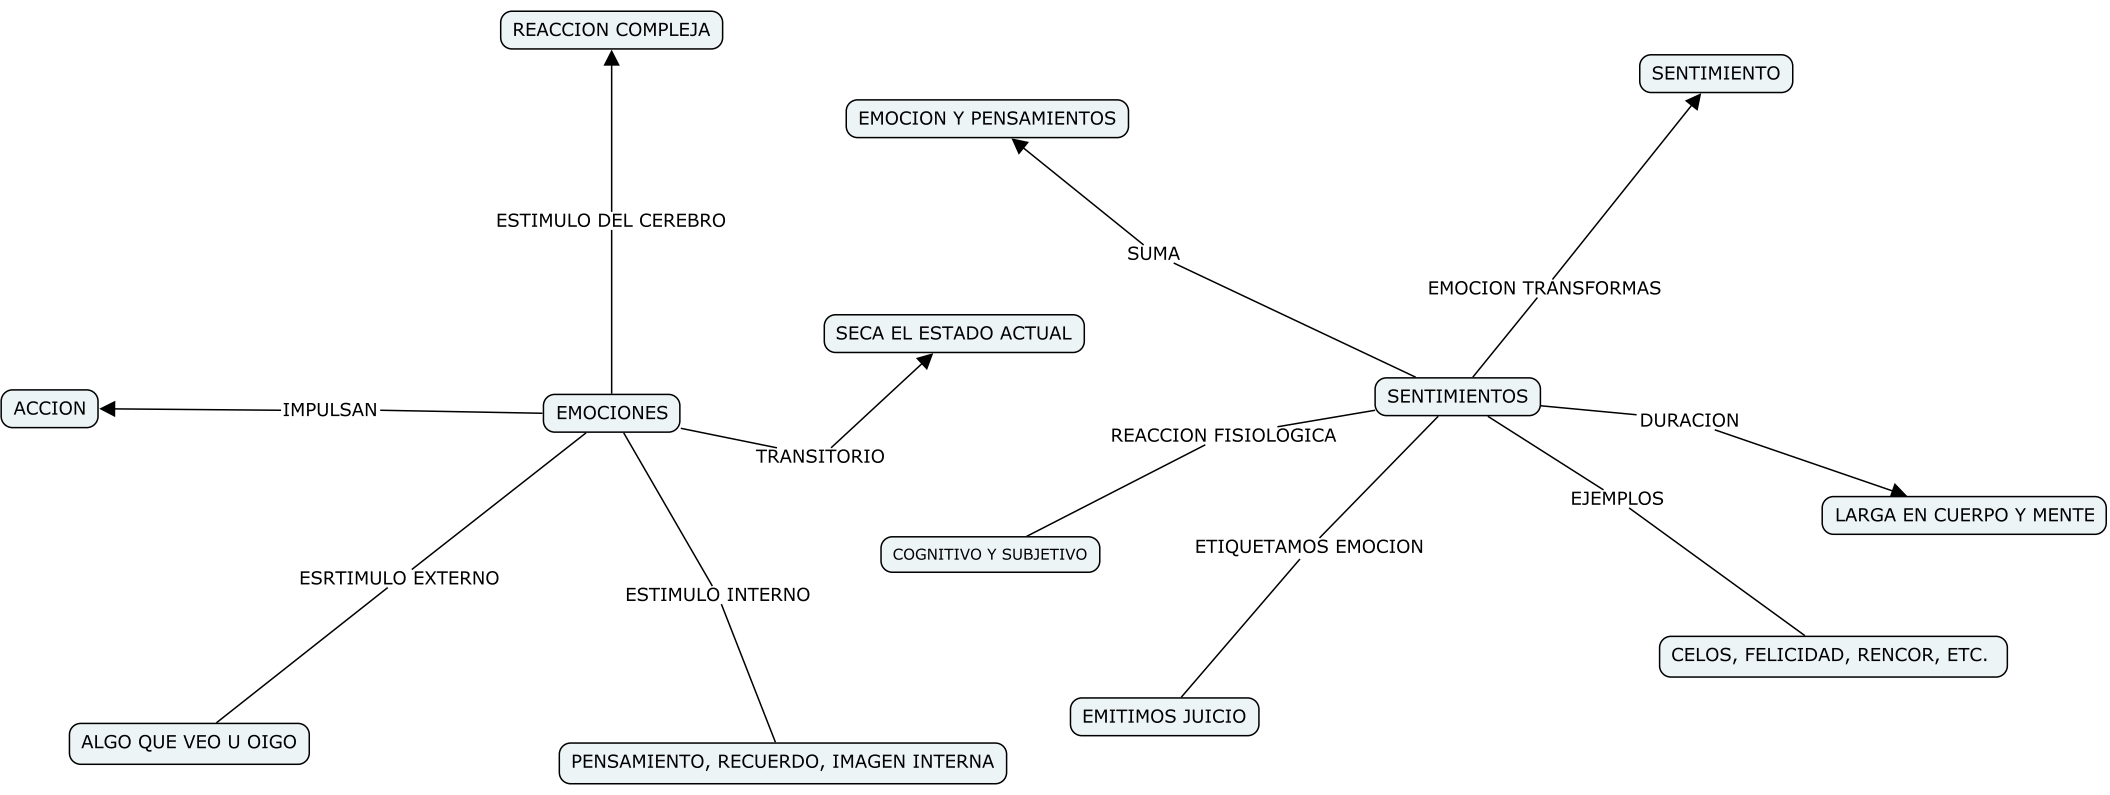 REACCION COMPLEJA
SENTIMIENTO
EMOCION Y PENSAMIENTOS
ESTIMULO DEL CEREBRO
SUMA
EMOCION TRANSFORMAS
SECA EL ESTADO ACTUAL
SENTIMIENTOS
ACCION
IMPULSAN
EMOCIONES
DURACION
REACCION FISIOLOGICA
TRANSITORIO
EJEMPLOS
LARGA EN CUERPO Y MENTE
ETIQUETAMOS EMOCION
COGNITIVO Y SUBJETIVO
ESRTIMULO EXTERNO
ESTIMULO INTERNO
CELOS, FELICIDAD, RENCOR, ETC.
EMITIMOS JUICIO
ALGO QUE VEO U OIGO
PENSAMIENTO, RECUERDO, IMAGEN INTERNA